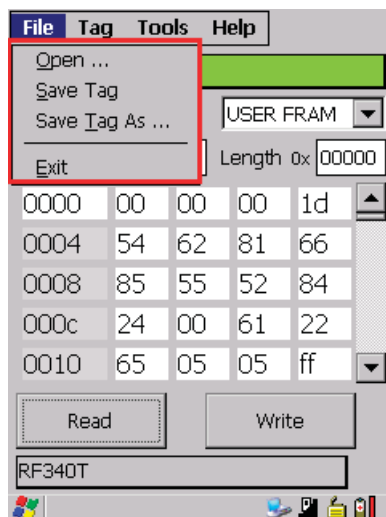 File Tag Tools Help
Open ...
Save Tag
Save Tag As ...
USER FRAM
Exit
Length 0x 00000
0000 00 00 00 1d
0004 54 62 81 66
0008 85 55 52 84
000c 24 00 61 22
0010 65 05 05 ff
Read Write
RF340T